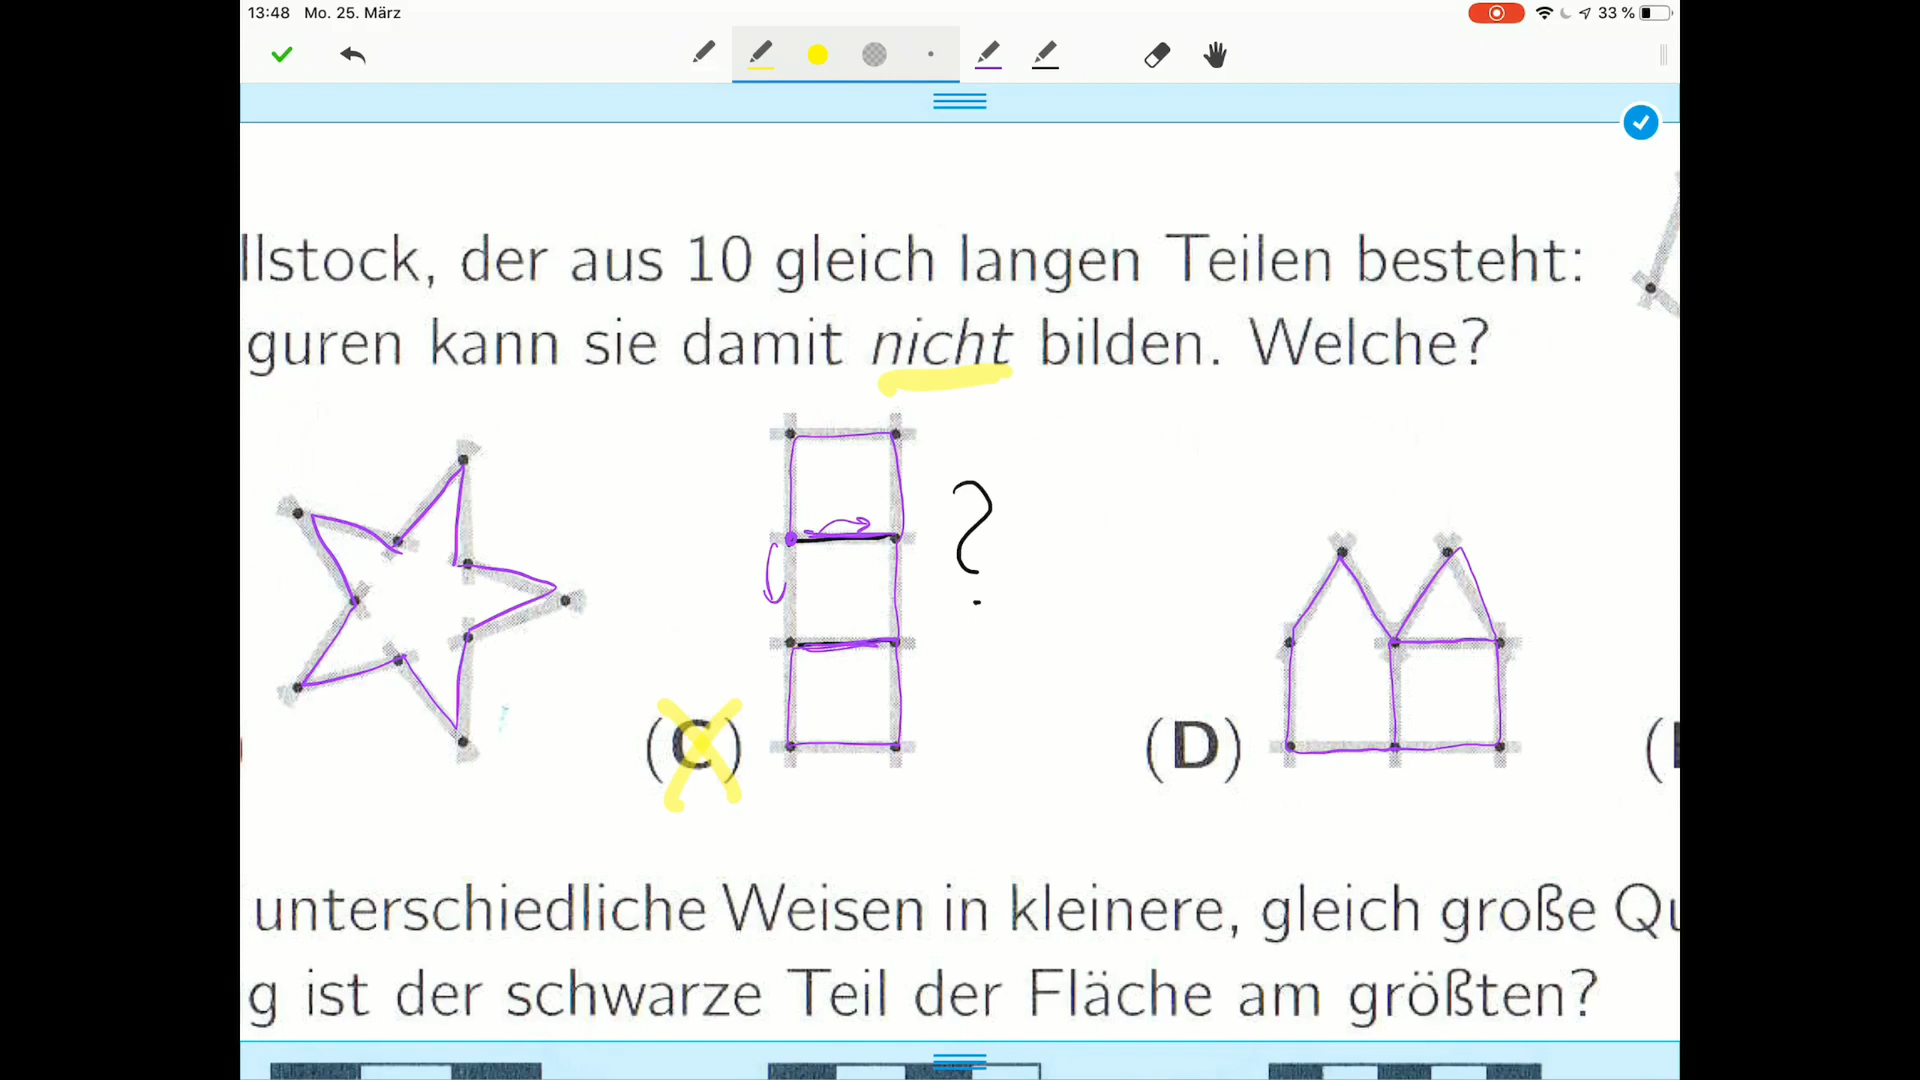 13:48 Mo. 25. März 33 %
llstock, der aus 10 gleich langen Teilen besteht:
guren kann sie damit nicht bilden. Welche?
?
(C) (D) (
unterschiedliche Weisen in kleinere, gleich große Qu
g ist der schwarze Teil der Fläche am größten?